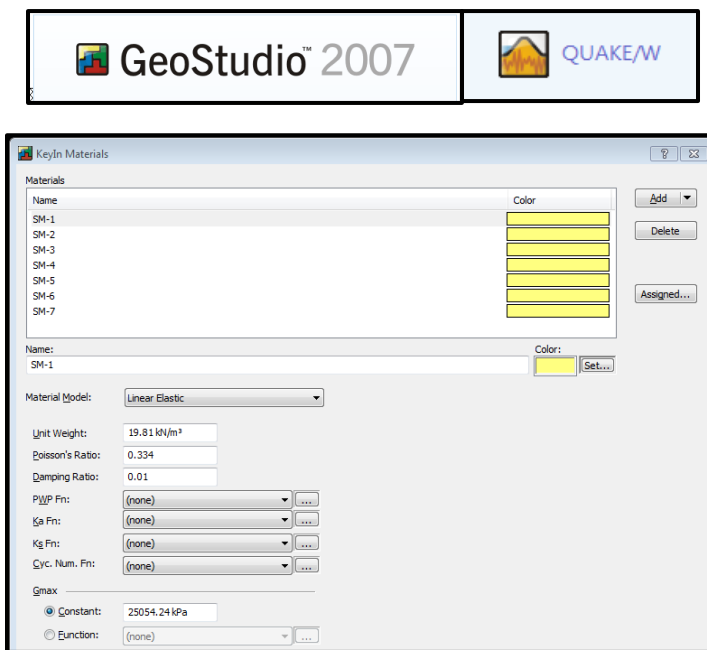 GeoStudio™ 2007
QUAKE/W
KeyIn Materials
Materials
Name Color
Add
SM-1
SM-2
Delete
SM-3
SM-4
SM-5
SM-6
Assigned...
SM-7
Name: Color:
SM-1 Set...
Material Model: Linear Elastic
Unit Weight: 19.81 kN/m³
Poisson's Ratio: 0.334
Damping Ratio: 0.01
PWP Fn: (none) ...
Ka Fn: (none) ...
Ks Fn: (none) ...
Cyc. Num. Fn: (none) ...
Gmax
Constant: 25054.24 kPa
Function: (none) ...